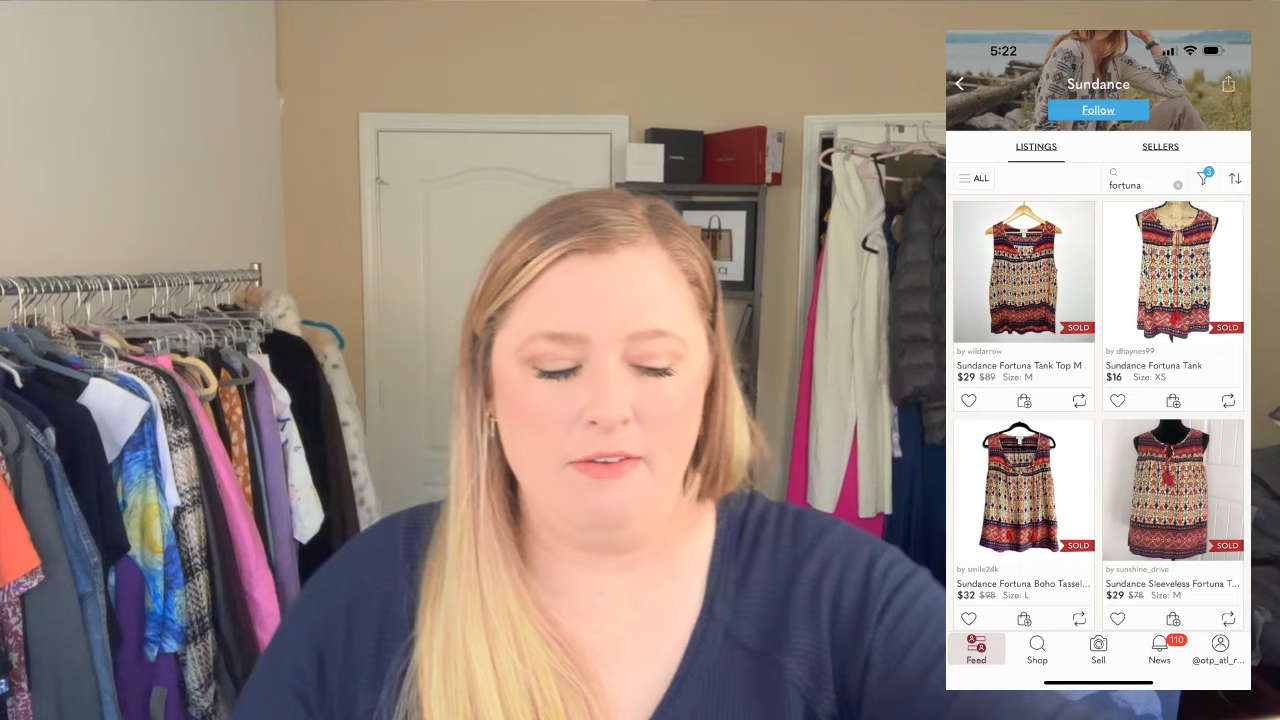 5:22
Sundance
Follow
LISTINGS SELLERS
ALL
fortuna
3
SOLD
SOLD
by wildarrow
Sundance Fortuna Tank Top M
$29 $89 Size: M
by dhaynes99
Sundance Fortuna Tank
$16 Size: XS
SOLD
SOLD
by smile24k
Sundance Fortuna Boho Tassel...
$32 $98 Size: L
by sunshine_drive
Sundance Sleeveless Fortuna T...
$29 $78 Size: M
110
Feed Shop Sell News @otp_atl_r...
CCI